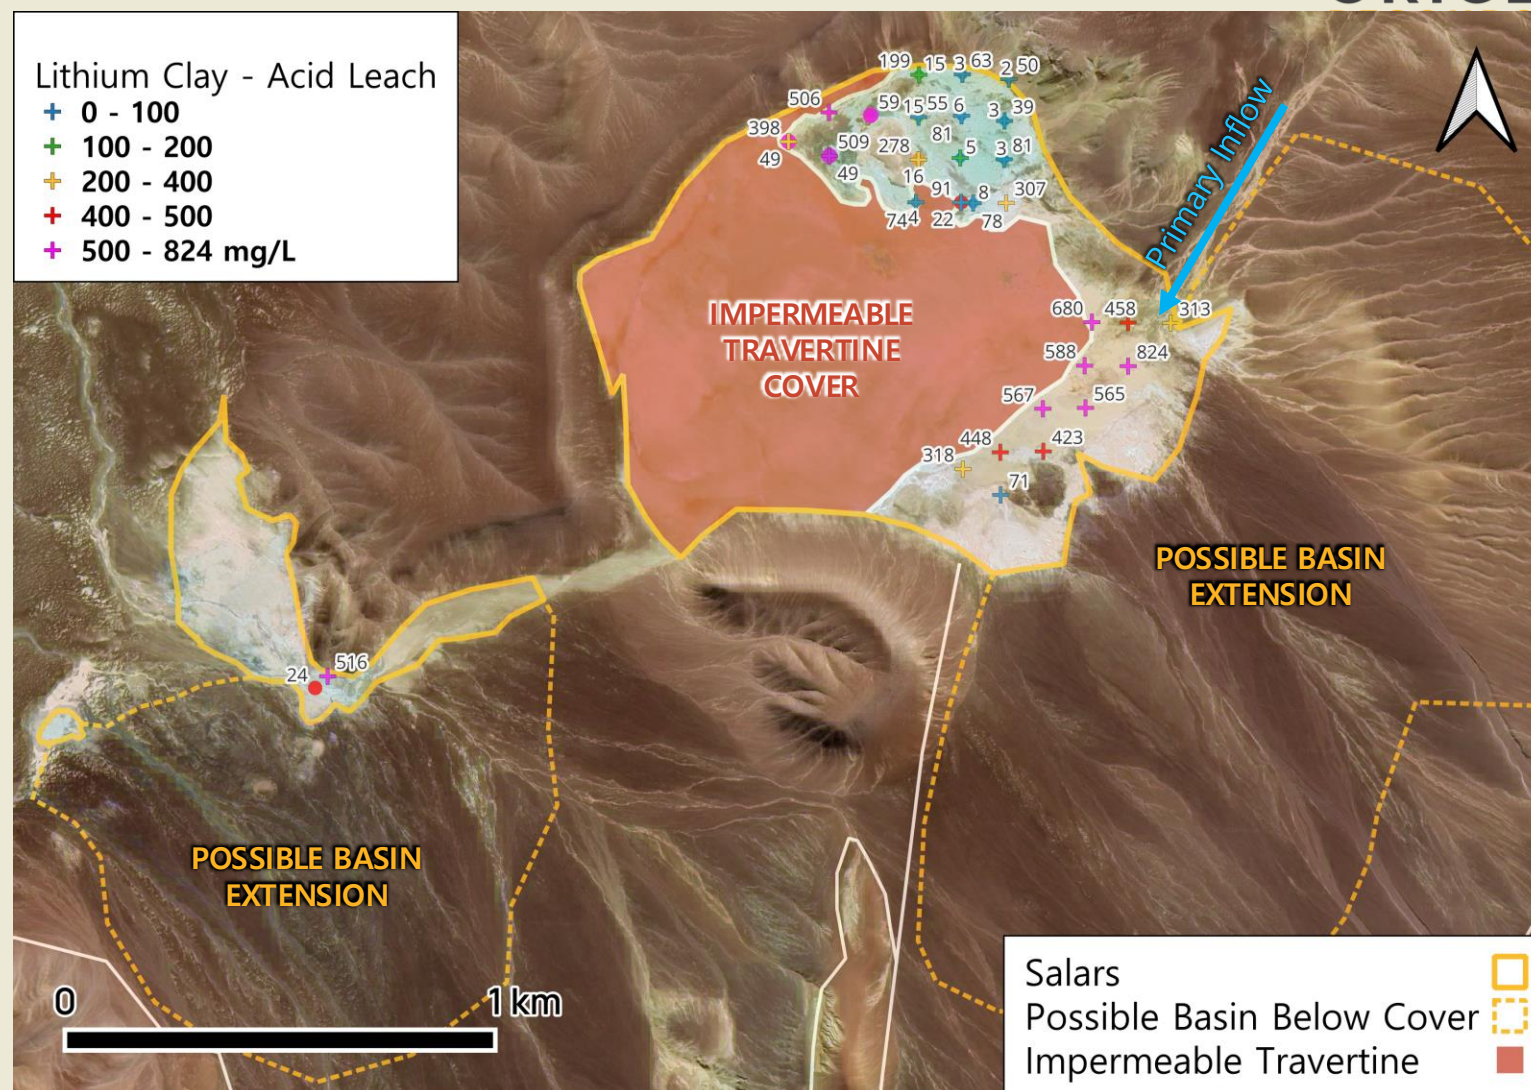 Lithium Clay - Acid Leach
0 - 100
100 - 200
200 - 400
400 - 500
500 - 824 mg/L
199 15 3 63 2 50
506 59 15 55 6 3 39
398 509 278 81 5 3 81
49 49 16 91 8 307
744 22 78
Primary Inflow
IMPERMEABLE
TRAVERTINE
COVER
680 458 313
588 824
567 565
448 423
318
71
POSSIBLE BASIN
EXTENSION
24 516
POSSIBLE BASIN
EXTENSION
0 1 km
Salars
Possible Basin Below Cover
Impermeable Travertine